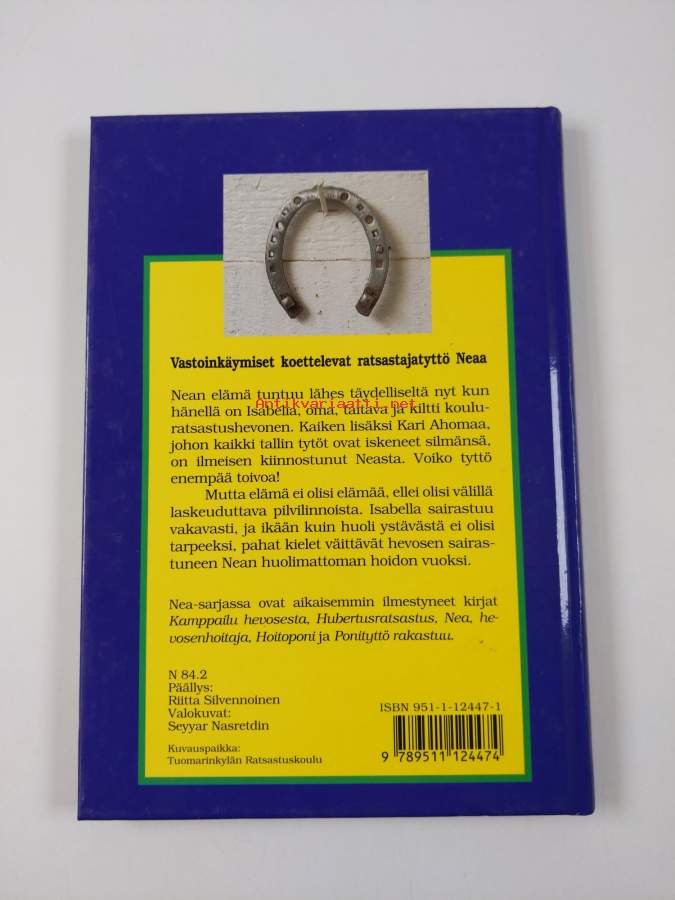 Vastoinkäymiset koettelevat ratsastajatyttö Neaa
Nean elämä tuntuu lähes täydelliseltä nyt kun
Antikvariaatti.net
hänellä on Isabella, oma, taitava ja kiltti koulu-
ratsastushevonen. Kaiken lisäksi Kari Ahomaa,
johon kaikki tallin tytöt ovat iskeneet silmänsä,
on ilmeisen kiinnostunut Neasta. Voiko tyttö
enempää toivoa!
Mutta elämä ei olisi elämää, ellei olisi välillä
laskeuduttava pilvilinnoista. Isabella sairastuu
vakavasti, ja ikään kuin huoli ystävästä ei olisi
tarpeeksi, pahat kielet väittävät hevosen sairas-
tuneen Nean huolimattoman hoidon vuoksi.
Nea-sarjassa ovat aikaisemmin ilmestyneet kirjat
Kamppailu hevosesta, Hubertusratsastus, Nea, he-
vosenhoitaja, Hoitoponi ja Ponityttö rakastuu.
N 84.2
Päällys:
Riitta Silvennoinen
Valokuvat:
Seyyar Nasretdin
Kuvauspaikka:
Tuomarinkylän Ratsastuskoulu
ISBN 951-1-12447-1
9 789511 124474